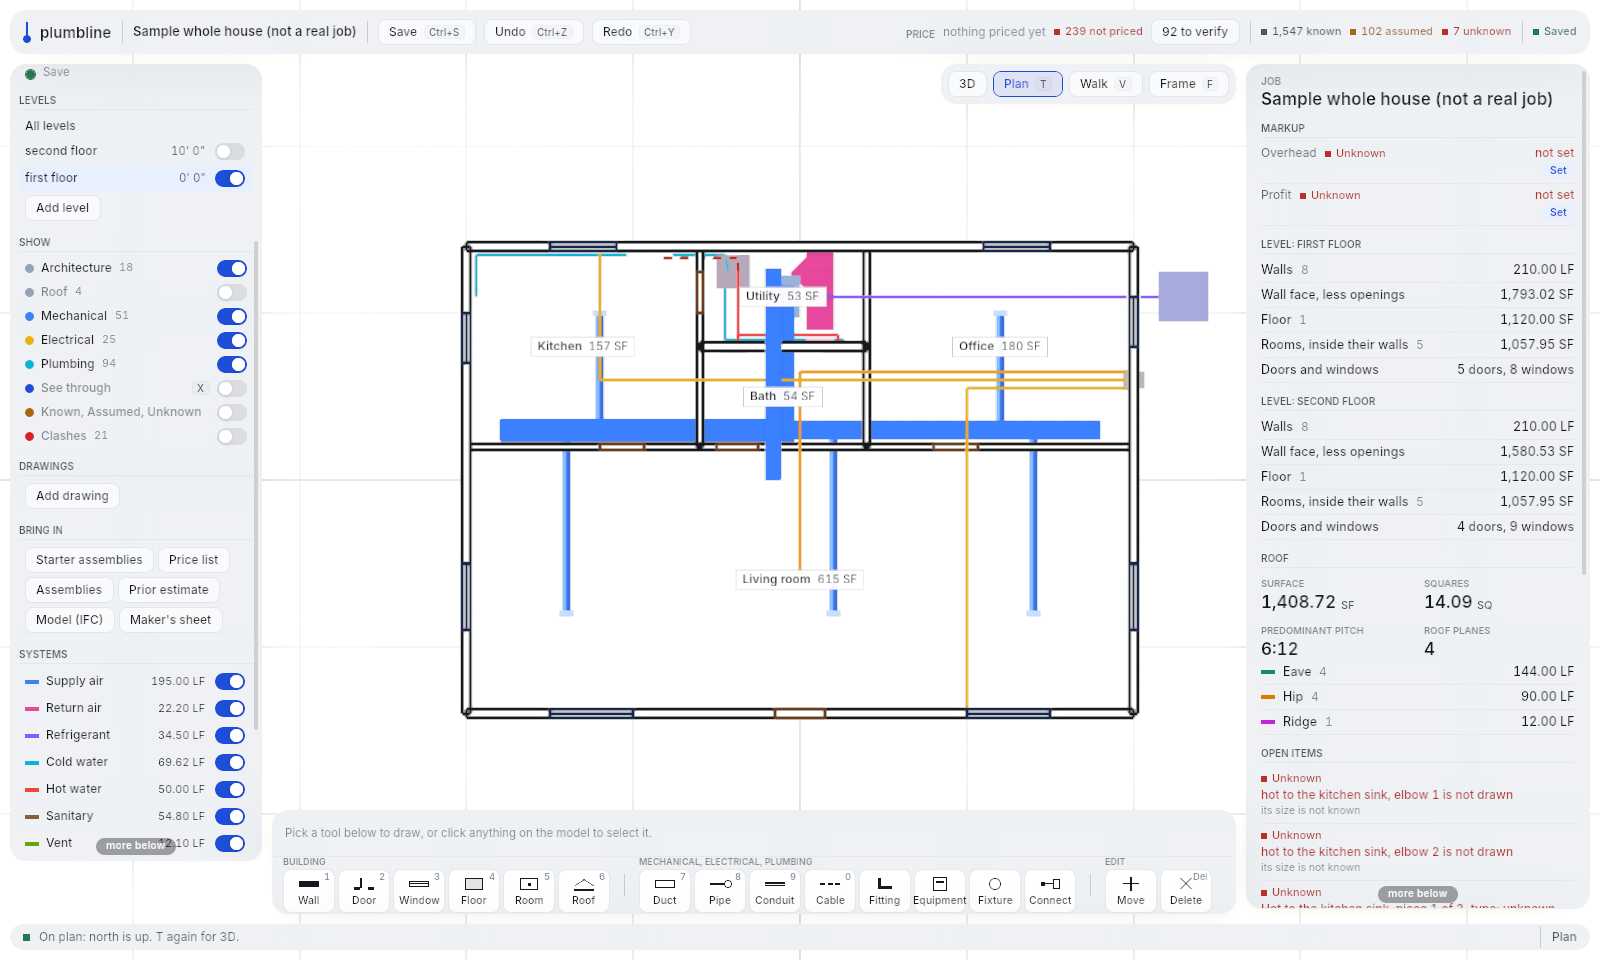 plumbline
Sample whole house (not a real job)
Save Ctrl+S
Undo Ctrl+Z
Redo Ctrl+Y
PRICE nothing priced yet 239 not priced
92 to verify
1,547 known 102 assumed 7 unknown
Saved
Save
LEVELS
All levels
second floor 10' 0"
first floor 0' 0"
Add level
SHOW
Architecture 18
Roof 4
Mechanical 51
Electrical 25
Plumbing 94
See through X
Known, Assumed, Unknown
Clashes 21
DRAWINGS
Add drawing
BRING IN
Starter assemblies Price list
Assemblies Prior estimate
Model (IFC) Maker's sheet
SYSTEMS
Supply air 195.00 LF
Return air 22.20 LF
Refrigerant 34.50 LF
Cold water 69.62 LF
Hot water 50.00 LF
Sanitary 54.80 LF
Vent .10 LF
more below
3D
Plan T
Walk V
Frame F
Utility 53 SF
Kitchen 157 SF
Office 180 SF
Bath 54 SF
Living room 615 SF
Pick a tool below to draw, or click anything on the model to select it.
BUILDING
Wall 1
Door 2
Window 3
Floor 4
Room 5
Roof 6
MECHANICAL, ELECTRICAL, PLUMBING
Duct 7
Pipe 8
Conduit 9
Cable 0
Fitting
Equipment
Fixture
Connect
EDIT
Move
Delete Del
JOB
Sample whole house (not a real job)
MARKUP
Overhead Unknown not set
Set
Profit Unknown not set
Set
LEVEL: FIRST FLOOR
Walls 8 210.00 LF
Wall face, less openings 1,793.02 SF
Floor 1 1,120.00 SF
Rooms, inside their walls 5 1,057.95 SF
Doors and windows 5 doors, 8 windows
LEVEL: SECOND FLOOR
Walls 8 210.00 LF
Wall face, less openings 1,580.53 SF
Floor 1 1,120.00 SF
Rooms, inside their walls 5 1,057.95 SF
Doors and windows 4 doors, 9 windows
ROOF
SURFACE SQUARES
1,408.72 SF 14.09 SQ
PREDOMINANT PITCH ROOF PLANES
6:12 4
Eave 4 144.00 LF
Hip 4 90.00 LF
Ridge 1 12.00 LF
OPEN ITEMS
Unknown
hot to the kitchen sink, elbow 1 is not drawn
its size is not known
Unknown
hot to the kitchen sink, elbow 2 is not drawn
its size is not known
Unknown
more below
On plan: north is up. T again for 3D.
Plan